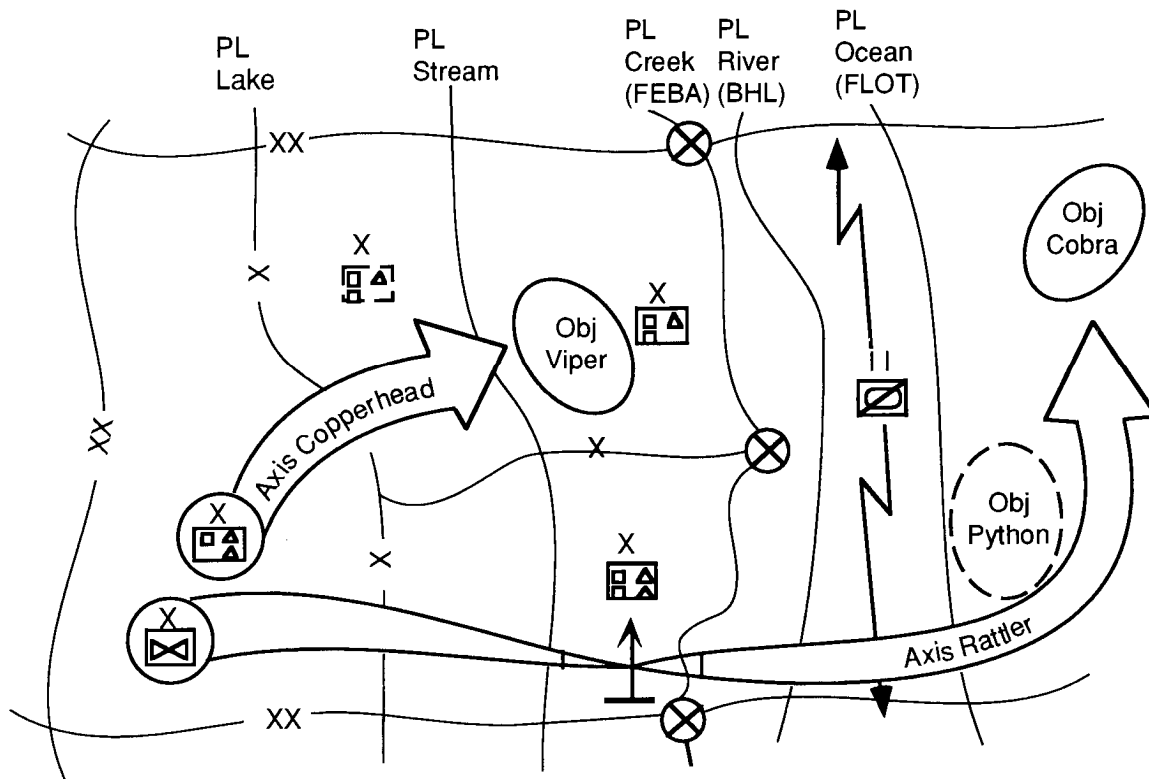 PL
Lake
PL
Stream
PL
Creek
(FEBA)
PL
River
(BHL)
PL
Ocean
(FLOT)
XX
Obj
Cobra
X
X
X
Obj
Viper
Axis Copperhead
XX
X
X
Obj
Python
X
X
X
Axis Rattler
XX